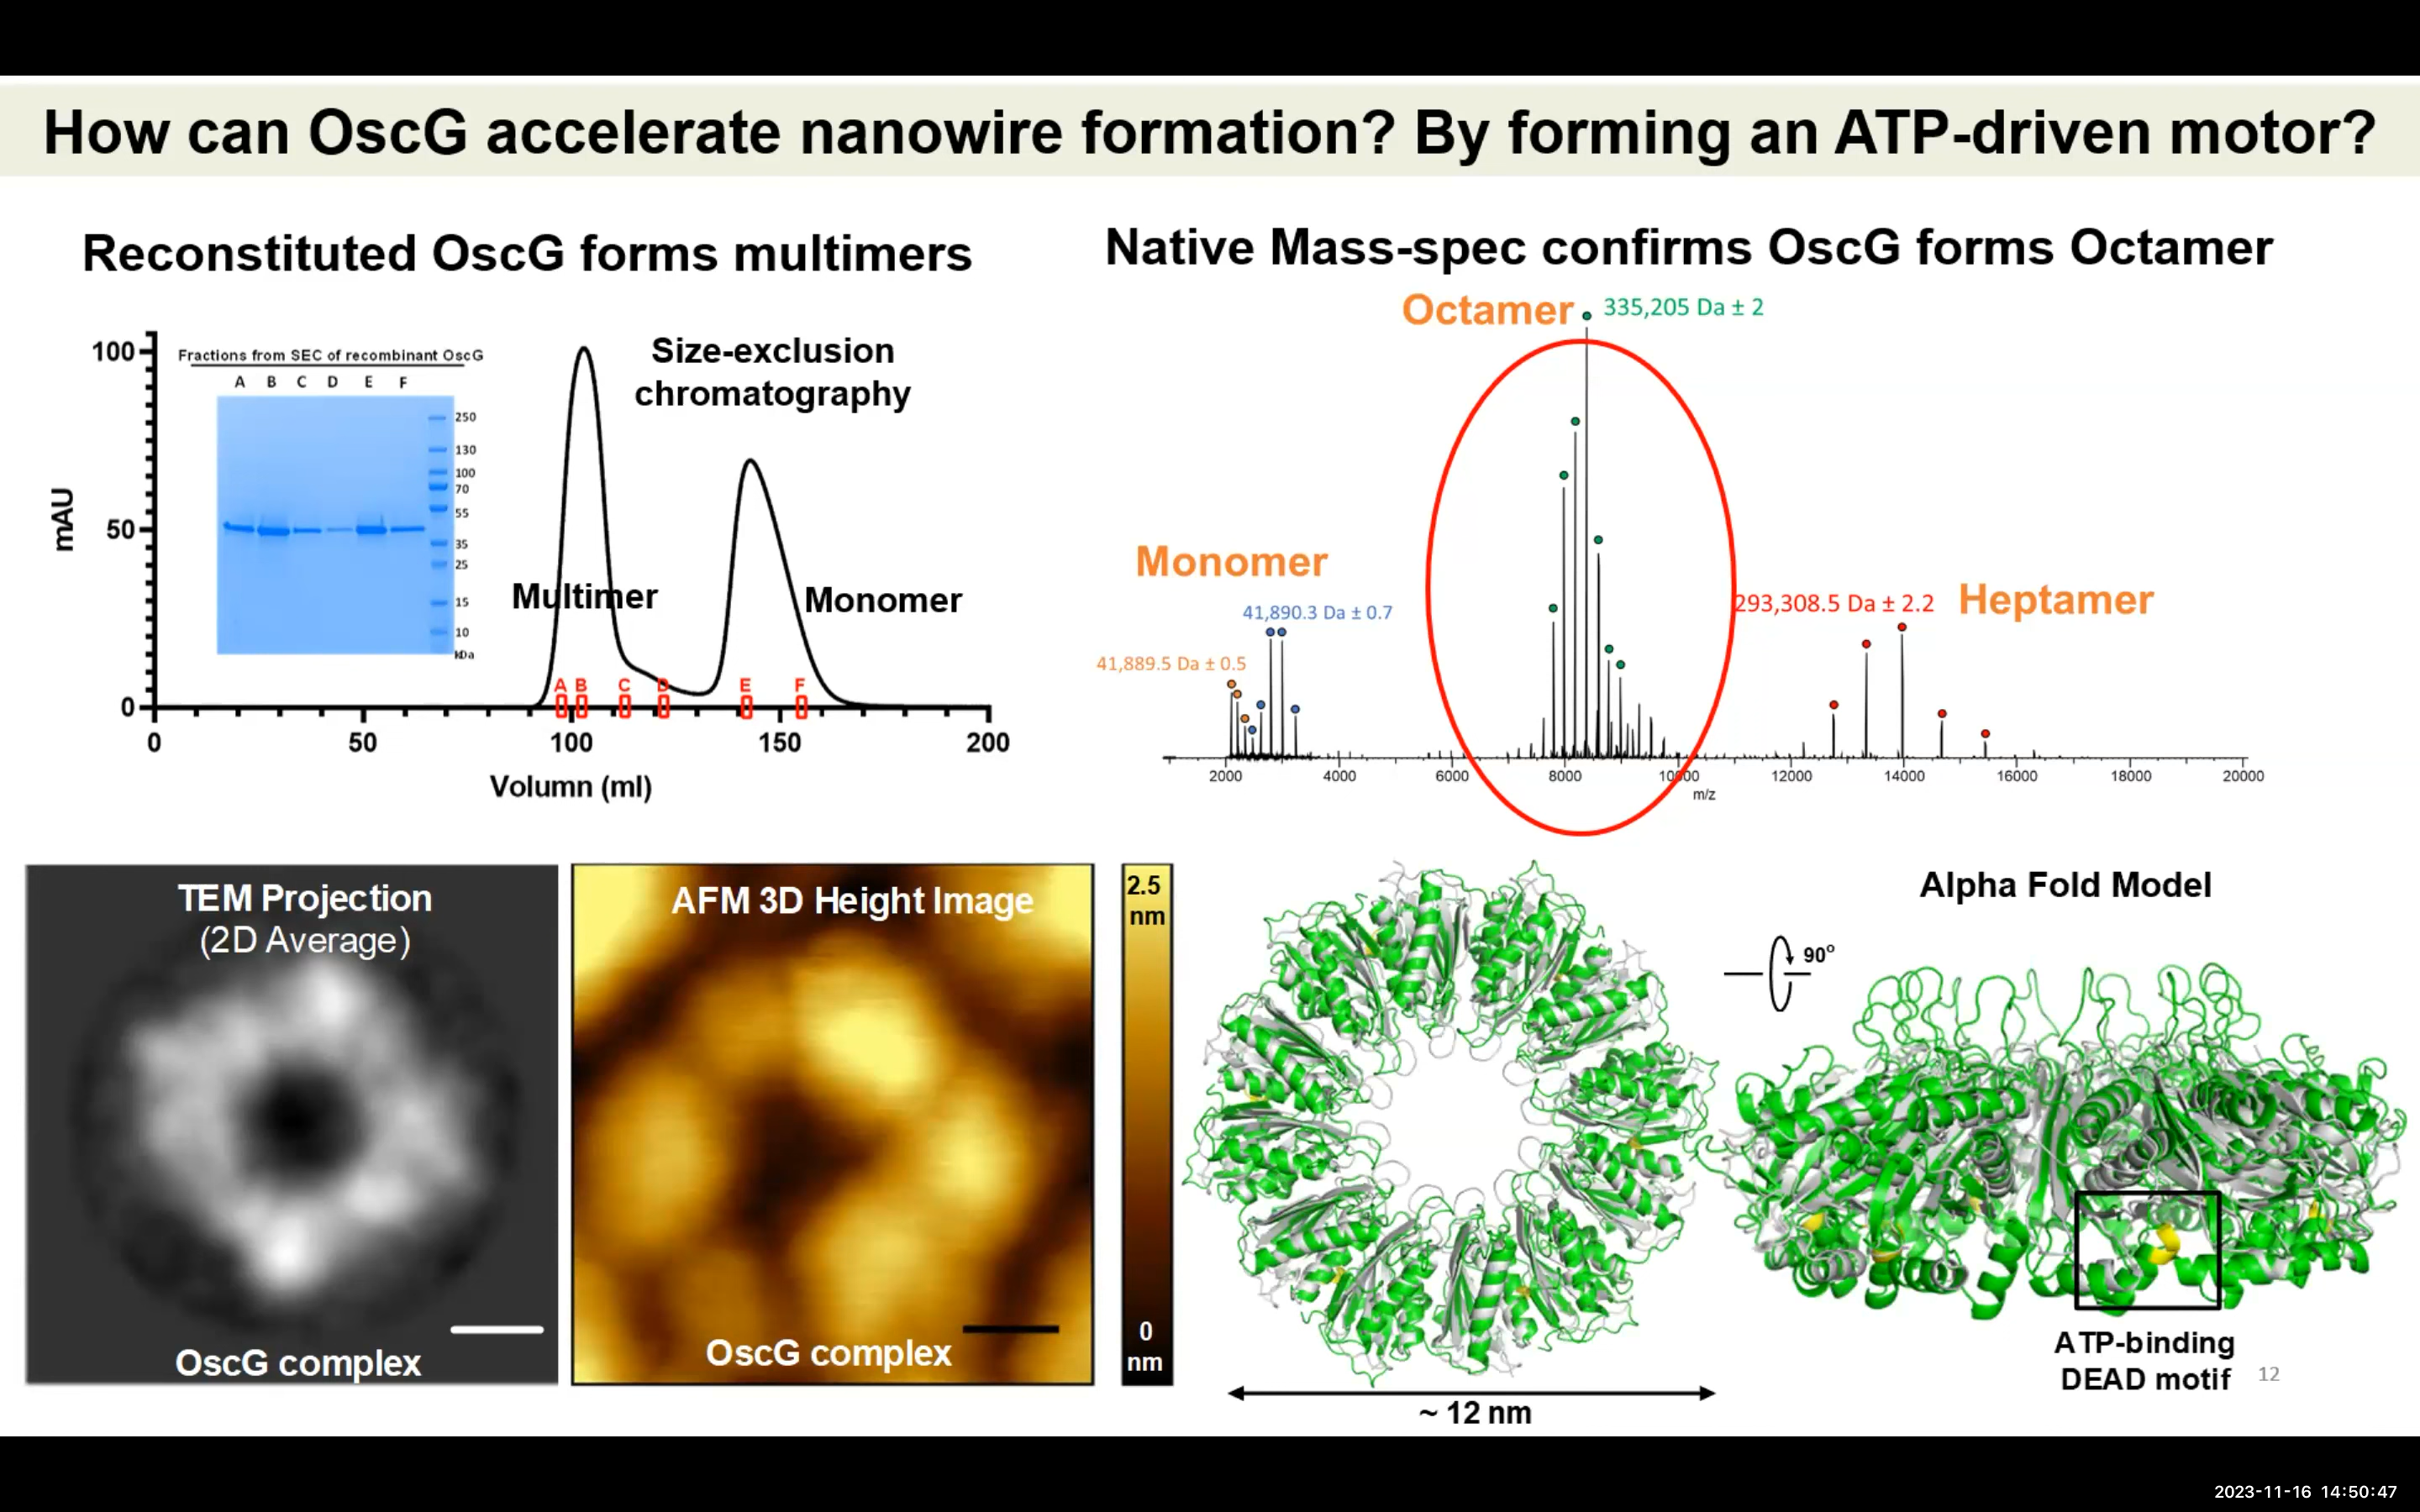 How can OscG accelerate nanowire formation? By forming an ATP-driven motor?
Reconstituted OscG forms multimers
100
50
0
mAU
Fractions from SEC of recombinant OscG
A B C D E F
250
130
100
70
55
35
25
15
10
kDa
Size-exclusion
chromatography
Multimer
Monomer
A B C D E F
0 50 100 150 200
Volumn (ml)
Native Mass-spec confirms OscG forms Octamer
Octamer 335,205 Da ± 2
Monomer
41,890.3 Da ± 0.7
41,889.5 Da ± 0.5
293,308.5 Da ± 2.2 Heptamer
2000 4000 6000 8000 10000 12000 14000 16000 18000 20000
m/z
TEM Projection
(2D Average)
OscG complex
AFM 3D Height Image
OscG complex
2.5
nm
0
nm
Alpha Fold Model
90°
~ 12 nm
ATP-binding
DEAD motif
12
2023-11-16 14:50:47